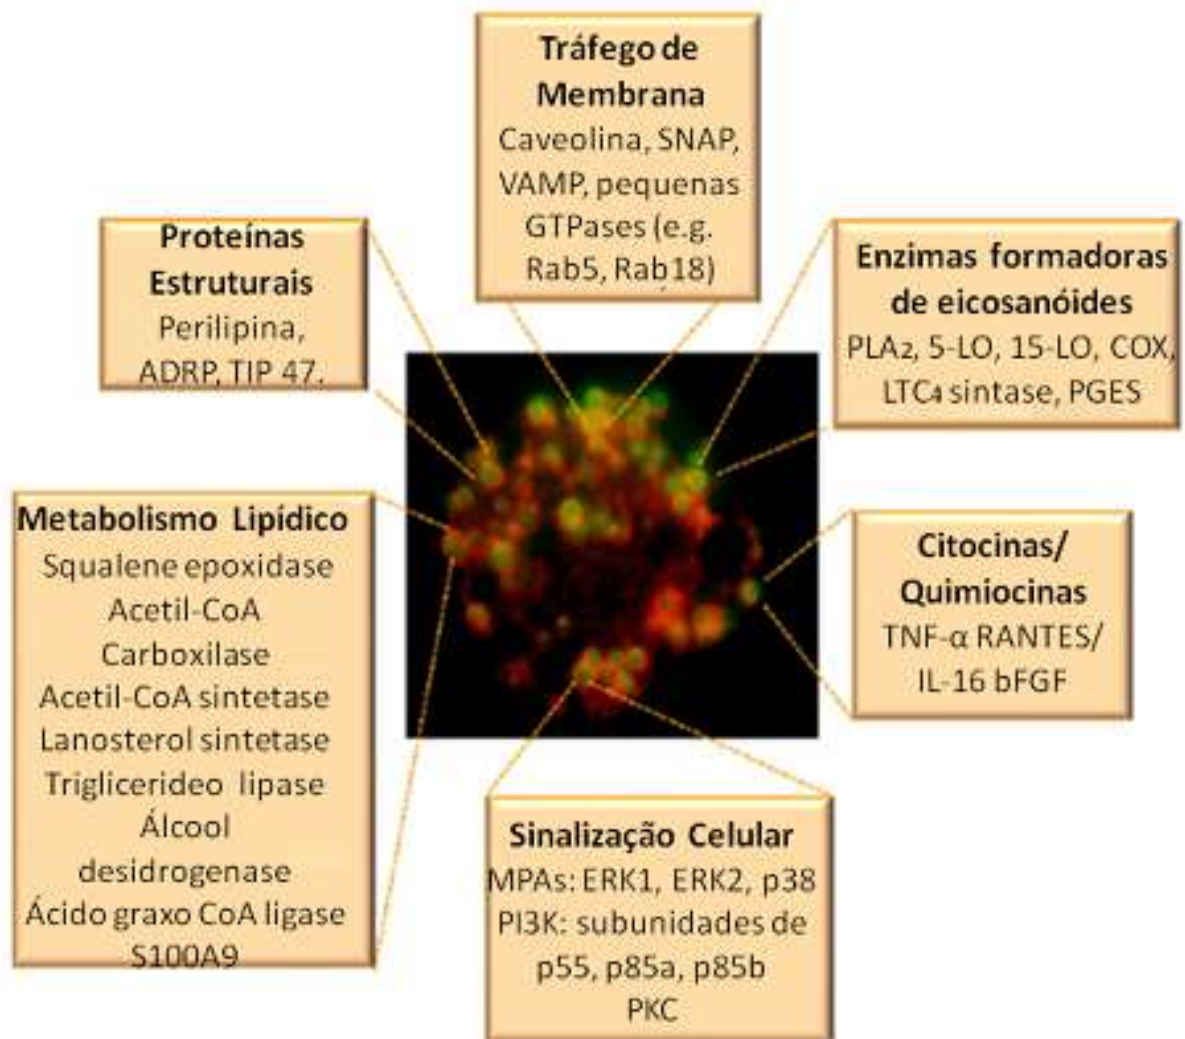 Tráfego de
Membrana
Caveolina, SNAP,
VAMP, pequenas
GTPases (e.g.
Rab5, Rab18)
Proteínas
Estruturais
Perilipina,
ADRP, TIP 47.
Enzimas formadoras
de eicosanóides
PLA2, 5-LO, 15-LO, COX,
LTC4 sintase, PGES
Metabolismo Lipídico
Squalene epoxidase
Acetil-CoA
Carboxilase
Acetil-CoA sintetase
Lanosterol sintetase
Triglicerideo lipase
Álcool
desidrogenase
Ácido graxo CoA ligase
S100A9
Citocinas/
Quimiocinas
TNF-α RANTES/
IL-16 bFGF
Sinalização Celular
MPAs: ERK1, ERK2, p38
PI3K: subunidades de
p55, p85a, p85b
PKC